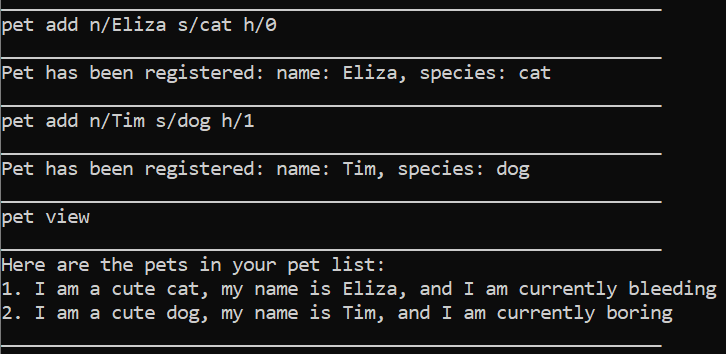 pet add n/Eliza s/cat h/0
Pet has been registered: name: Eliza, species: cat
pet add n/Tim s/dog h/1
Pet has been registered: name: Tim, species: dog
pet view
Here are the pets in your pet list:
1. I am a cute cat, my name is Eliza, and I am currently bleeding
2. I am a cute dog, my name is Tim, and I am currently boring